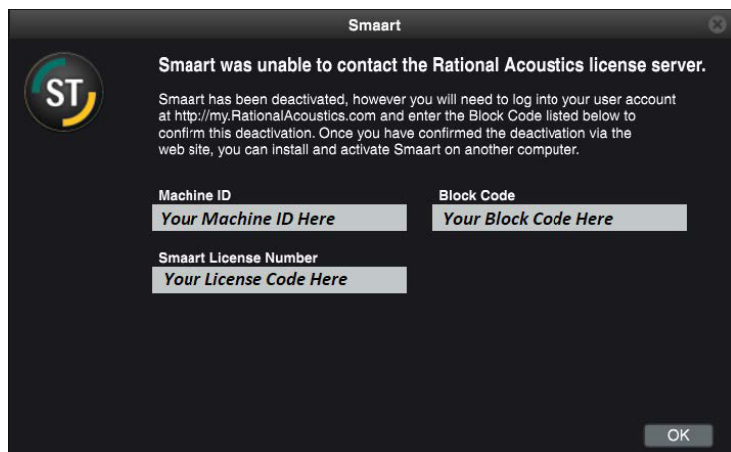 Smaart
ST
Smaart was unable to contact the Rational Acoustics license server.
Smaart has been deactivated, however you will need to log into your user account
at http://my.RationalAcoustics.com and enter the Block Code listed below to
confirm this deactivation. Once you have confirmed the deactivation via the
web site, you can install and activate Smaart on another computer.
Machine ID
Block Code
Your Machine ID Here
Your Block Code Here
Smaart License Number
Your License Code Here
OK